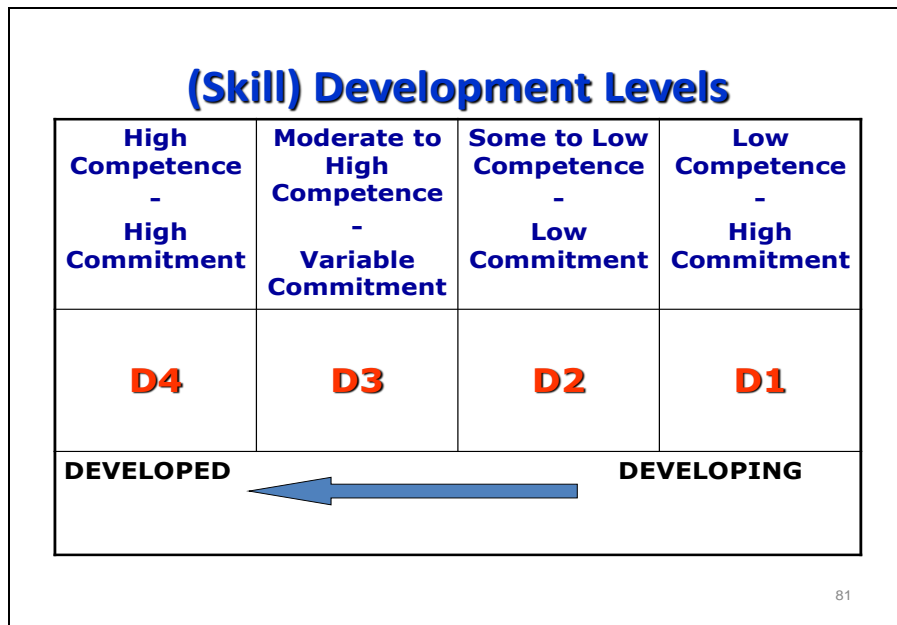 (Skill) Development Levels
High
Competence
-
High
Commitment
Moderate to
High
Competence
-
Variable
Commitment
Some to Low
Competence
-
Low
Commitment
Low
Competence
-
High
Commitment
D4
D3
D2
D1
DEVELOPED
DEVELOPING
81